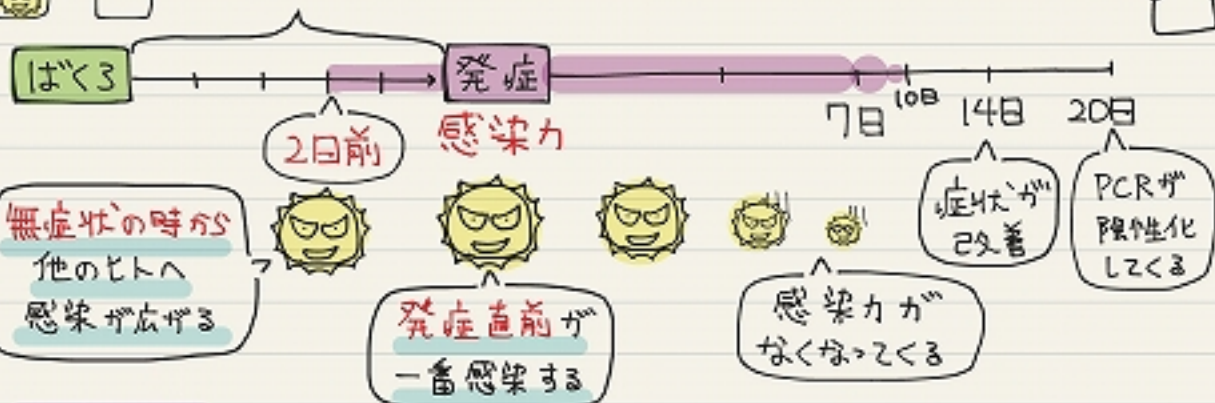 ばくろ
発症
2日前
感染力
7日
10日
14日
20日
無症状の時から
他のヒトへ
感染が広がる
発症直前が
一番感染する
感染力が
なくなってくる
症状が
改善
PCRが
陰性化
してくる